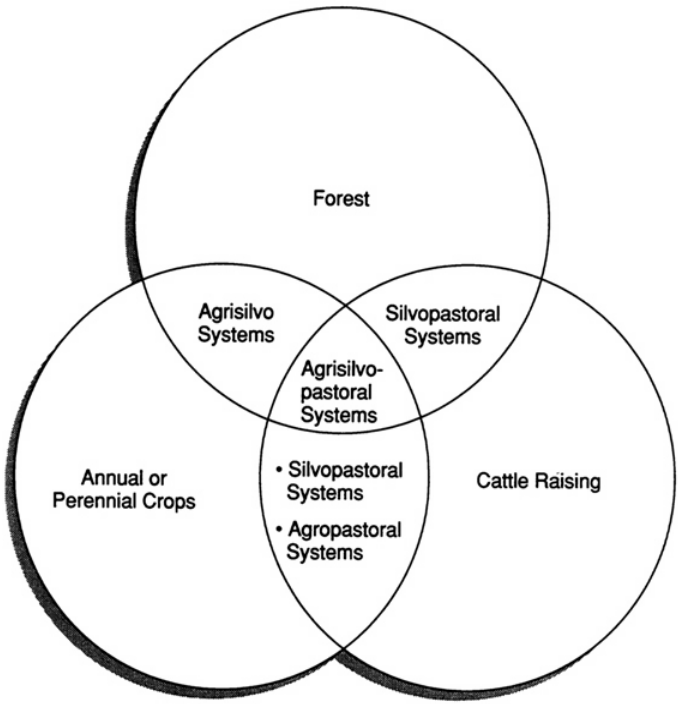 Forest
Agrisilvo
Systems
Silvopastoral
Systems
Agrisilvo-
pastoral
Systems
Annual or
Perennial Crops
• Silvopastoral
Systems
• Agropastoral
Systems
Cattle Raising